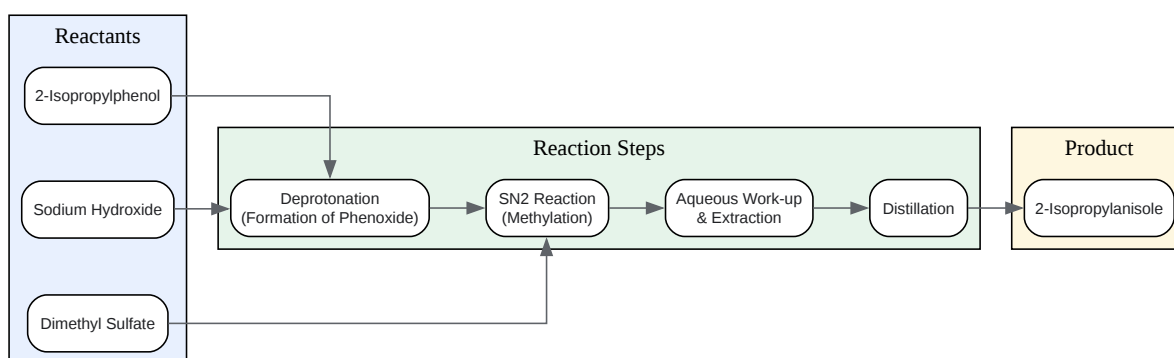 Reactants
2-Isopropylphenol
Sodium Hydroxide
Dimethyl Sulfate
Reaction Steps
Deprotonation
(Formation of Phenoxide)
SN2 Reaction
(Methylation)
Aqueous Work-up
& Extraction
Distillation
Product
2-Isopropylanisole